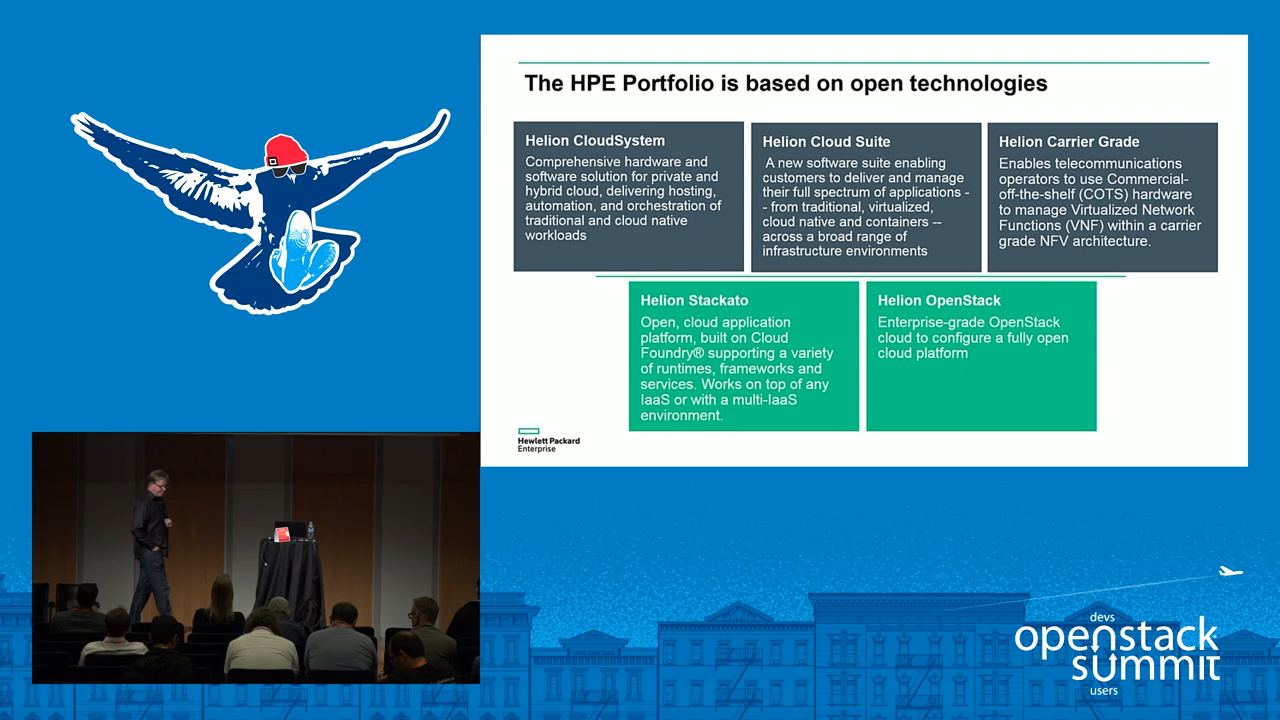 The HPE Portfolio is based on open technologies
Helion CloudSystem
Comprehensive hardware and
software solution for private and
hybrid cloud, delivering hosting,
automation, and orchestration of
traditional and cloud native
workloads
Helion Cloud Suite
A new software suite enabling
customers to deliver and manage
their full spectrum of applications -
- from traditional, virtualized,
cloud native and containers --
across a broad range of
infrastructure environments
Helion Carrier Grade
Enables telecommunications
operators to use Commercial-
off-the-shelf (COTS) hardware
to manage Virtualized Network
Functions (VNF) within a carrier
grade NFV architecture.
Helion Stackato
Open, cloud application
platform, built on Cloud
Foundry® supporting a variety
of runtimes, frameworks and
services. Works on top of any
IaaS or with a multi-IaaS
environment.
Helion OpenStack
Enterprise-grade OpenStack
cloud to configure a fully open
cloud platform
Hewlett Packard
Enterprise
devs
openstack
summit
users